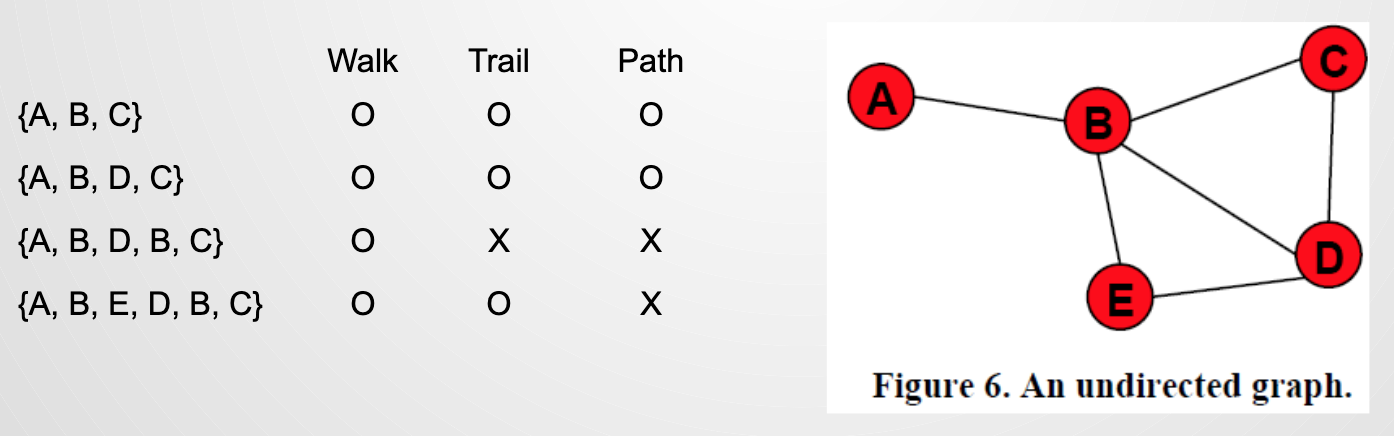 Walk Trail Path
{A, B, C} O O O
{A, B, D, C} O O O
{A, B, D, B, C} O X X
{A, B, E, D, B, C} O O X
A
B
C
D
E
Figure 6. An undirected graph.